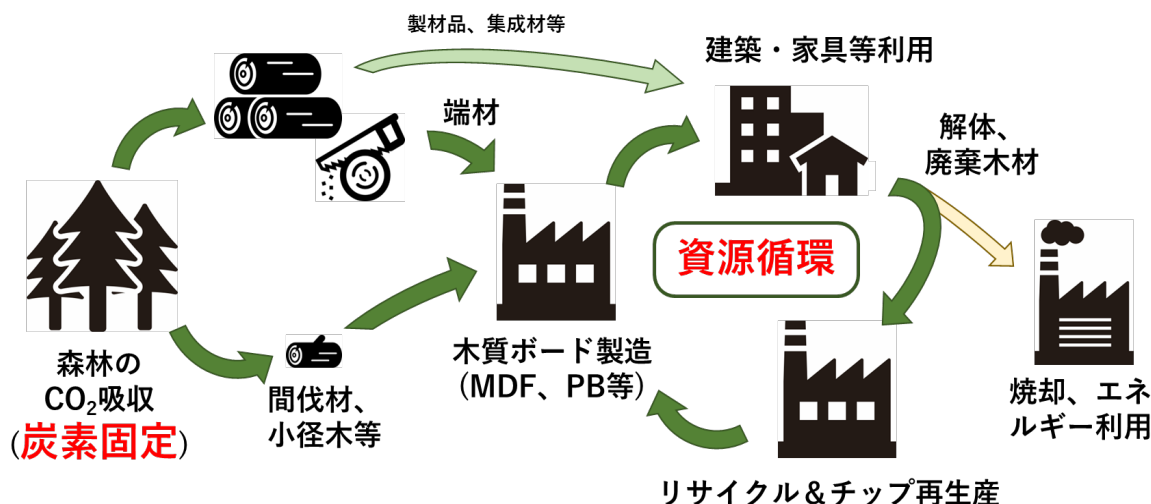 製材品、集成材等
建築・家具等利用
端材
解体、
廃棄木材
資源循環
森林の
CO₂吸収
(炭素固定)
間伐材、
小径木等
木質ボード製造
(MDF、PB等)
焼却、エネ
ルギー利用
リサイクル＆チップ再生産